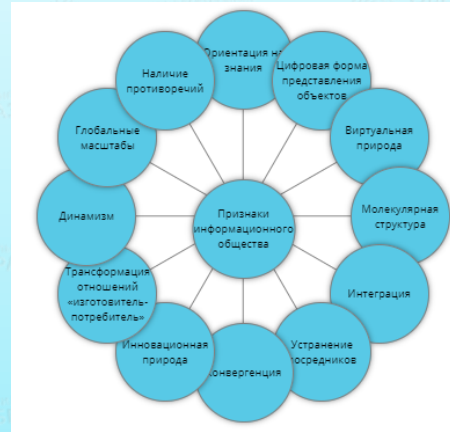 Признаки
информационного
общества
Ориентация на
знания
Цифровая форма
представления
объектов
Виртуальная
природа
Молекулярная
структура
Интеграция
Устранение
посредников
Конвергенция
Инновационная
природа
Трансформация
отношений
«изготовитель-
потребитель»
Динамизм
Глобальные
масштабы
Наличие
противоречий